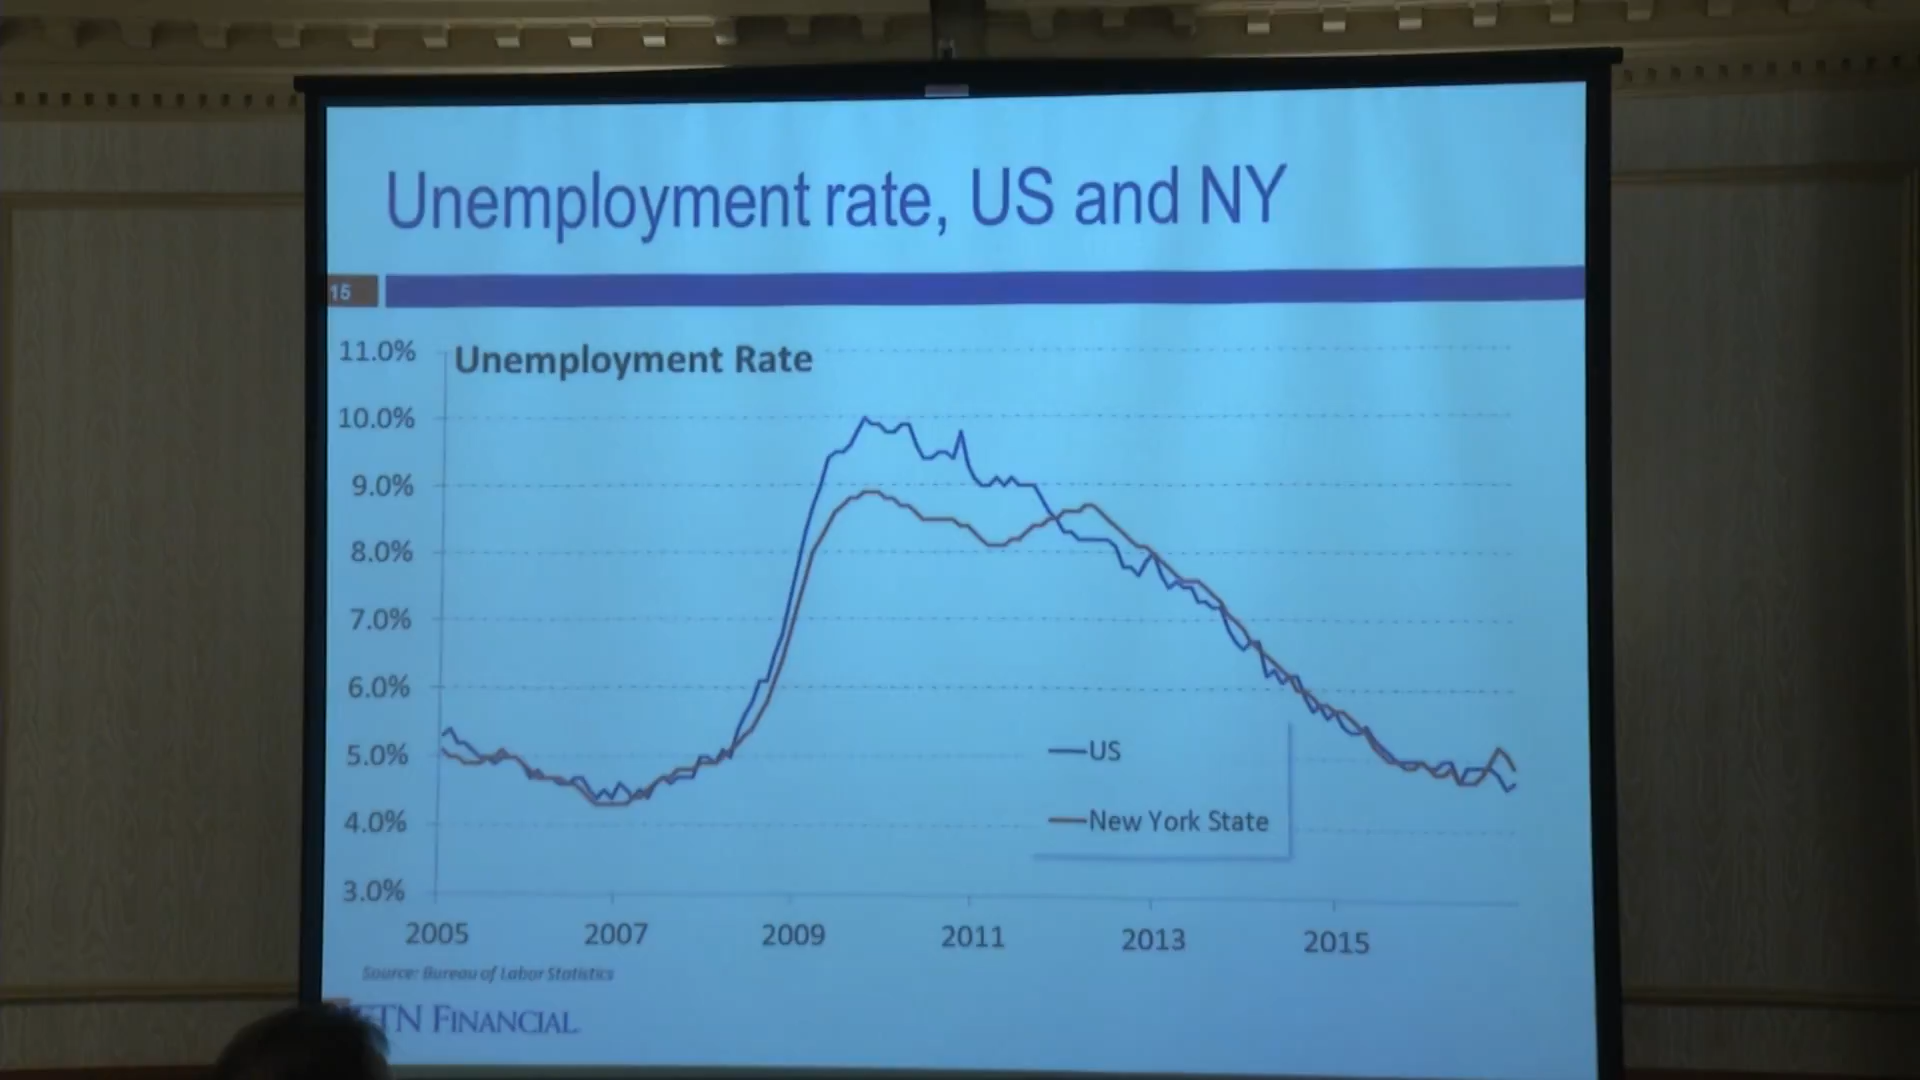 Unemployment rate, US and NY
15
Unemployment Rate
11.0%
10.0%
9.0%
8.0%
7.0%
6.0%
5.0%
4.0%
3.0%
US
New York State
2005 2007 2009 2011 2013 2015
Source: Bureau of Labor Statistics
FTN FINANCIAL